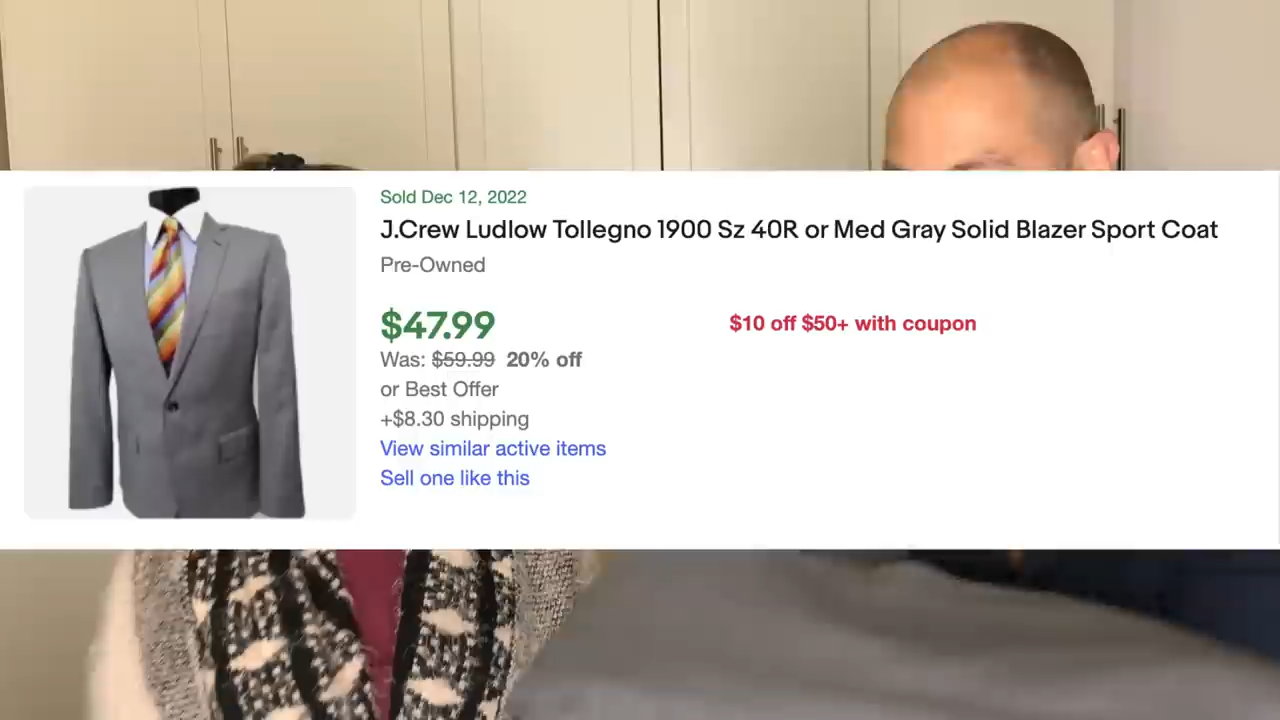 Sold Dec 12, 2022
J.Crew Ludlow Tollegno 1900 Sz 40R or Med Gray Solid Blazer Sport Coat
Pre-Owned
$47.99
$10 off $50+ with coupon
Was: $59.99 20% off
or Best Offer
+$8.30 shipping
View similar active items
Sell one like this